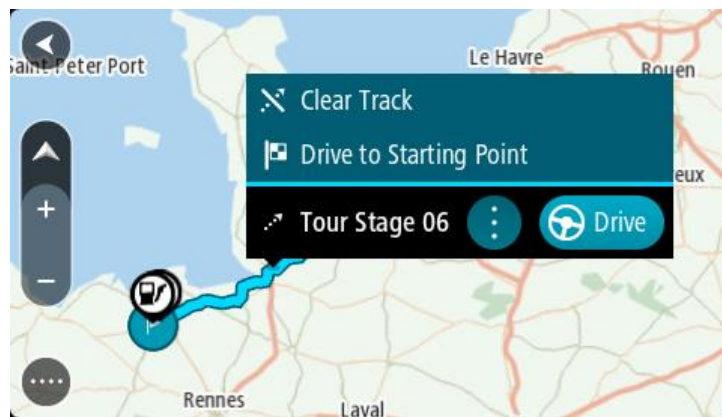 Saint Peter Port
Le Havre
Rouen
Clear Track
Drive to Starting Point
eux
Tour Stage 06
Drive
Rennes
Laval